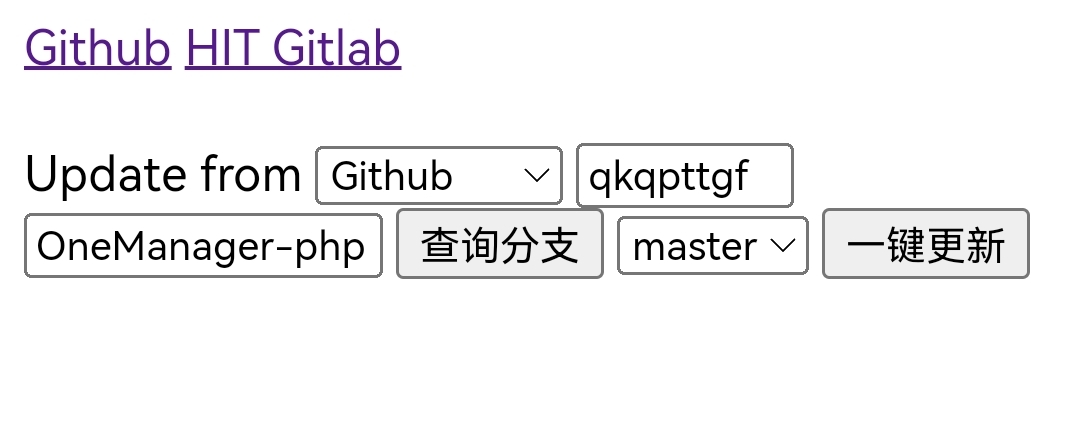 Github HIT Gitlab
Update from Github qkqpttgf
OneManager-php 查询分支 master 一键更新